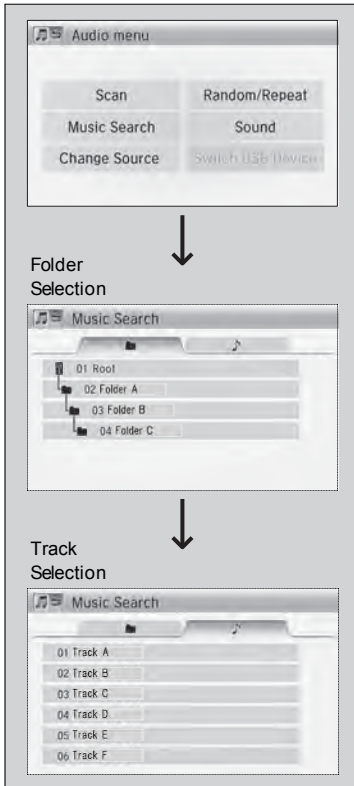 Audio menu
Scan Random/Repeat
Music Search Sound
Change Source Switch USB Device
Folder
Selection
Music Search
01 Root
02 Folder A
03 Folder B
04 Folder C
Track
Selection
Music Search
01 Track A
02 Track B
03 Track C
04 Track D
05 Track E
06 Track F